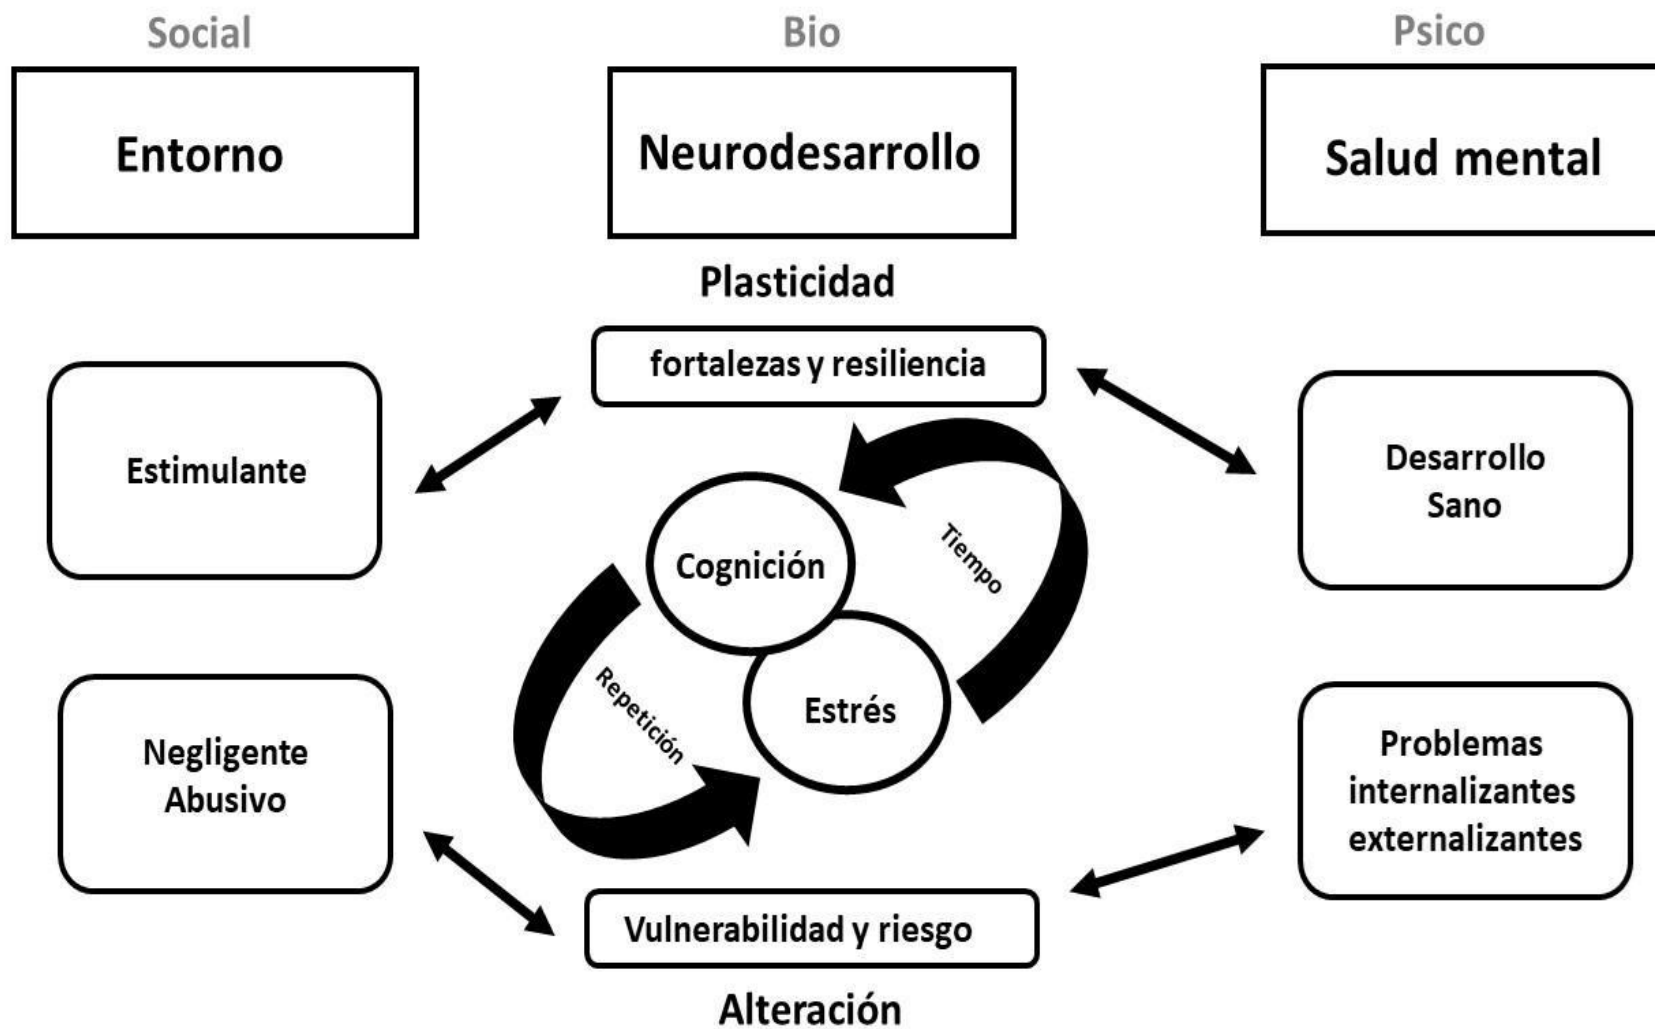 Social
Bio
Psico
Entorno
Neurodesarrollo
Salud mental
Plasticidad
fortalezas y resiliencia
Estimulante
Desarrollo
Sano
Cognición
Tiempo
Repetición
Estrés
Negligente
Abusivo
Problemas
internalizantes
externalizantes
Vulnerabilidad y riesgo
Alteración